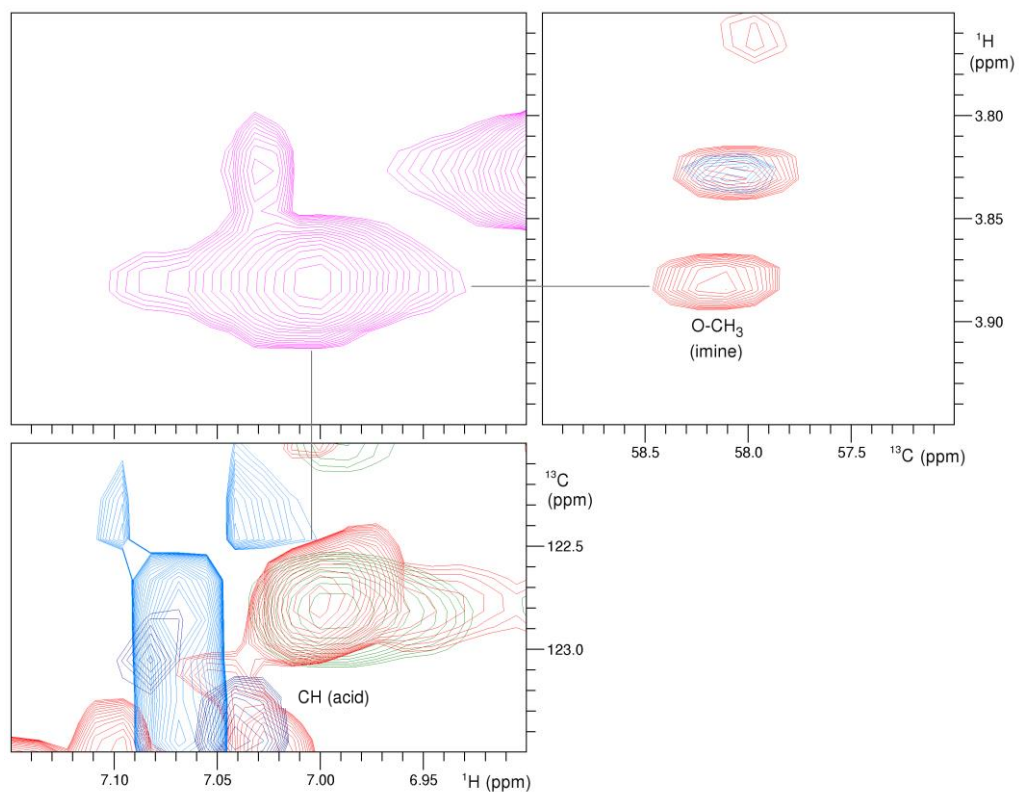 ¹H
(ppm)
3.80
3.85
3.90
O-CH₃
(imine)
58.5
58.0
57.5
¹³C (ppm)
¹³C
(ppm)
122.5
123.0
CH (acid)
7.10
7.05
7.00
6.95
¹H (ppm)